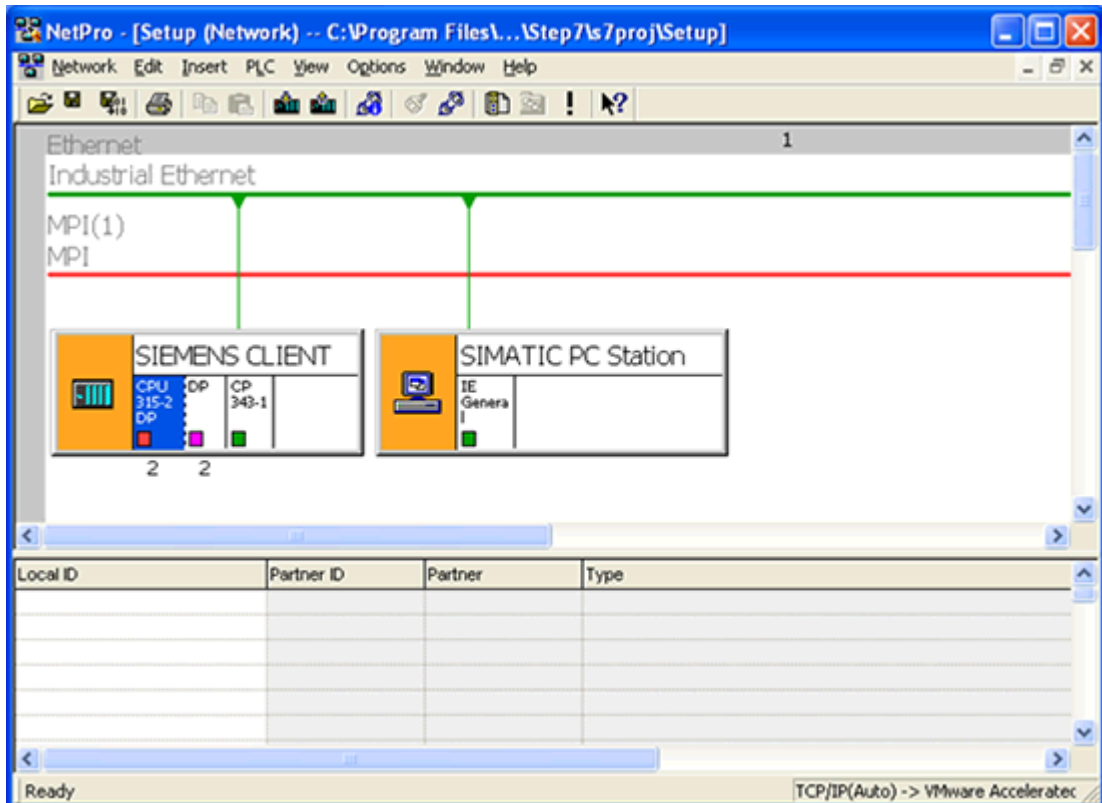 NetPro - [Setup (Network) -- C:\Program Files\...\Step7\s7proj\Setup]
Network Edit Insert PLC View Options Window Help
1
Ethernet
Industrial Ethernet
MPI(1)
MPI
SIEMENS CLIENT
CPU
315-2
DP
DP
CP
343-1
2
2
SIMATIC PC Station
IE
Genera
l
Local ID Partner ID Partner Type
Ready
TCP/IP(Auto) -> VMware Acceleratec